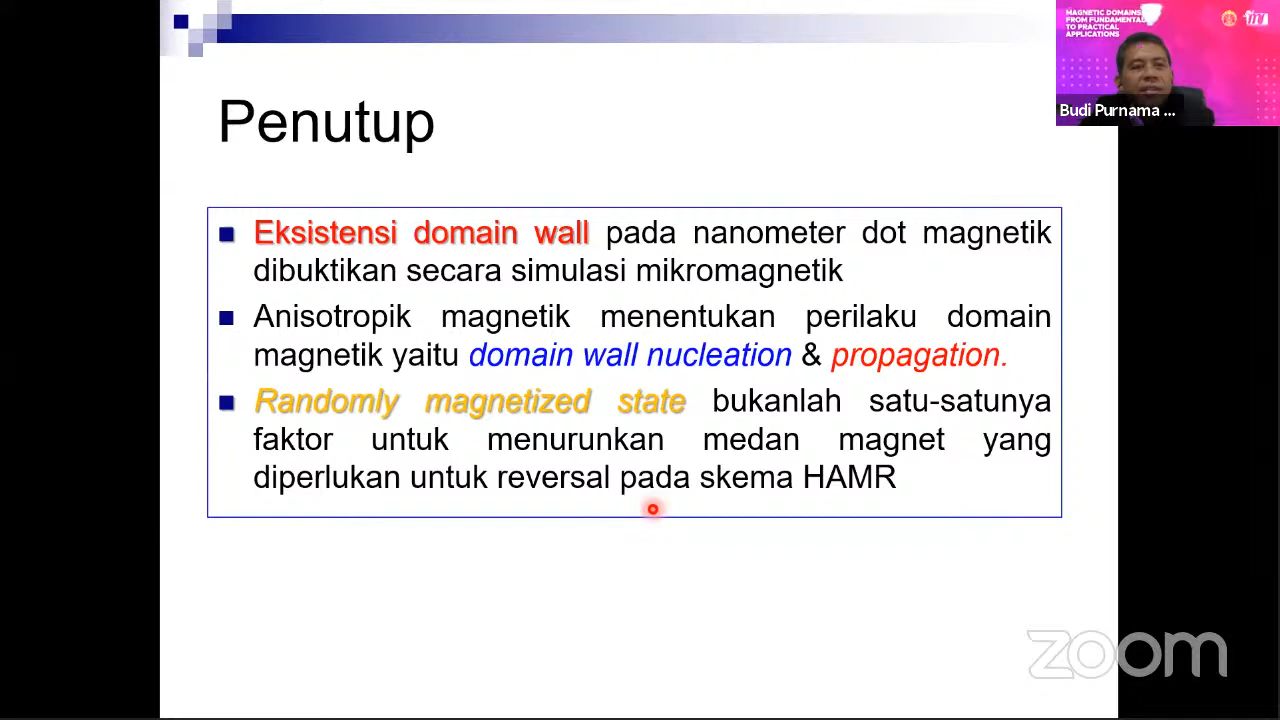 MAGNETIC DOMAINS
FROM FUNDAMENTAL
TO PRACTICAL
APPLICATIONS
Budi Purnama ...
Penutup
Eksistensi domain wall pada nanometer dot magnetik
dibuktikan secara simulasi mikromagnetik
Anisotropik magnetik menentukan perilaku domain
magnetik yaitu domain wall nucleation & propagation.
Randomly magnetized state bukanlah satu-satunya
faktor untuk menurunkan medan magnet yang
diperlukan untuk reversal pada skema HAMR
zoom